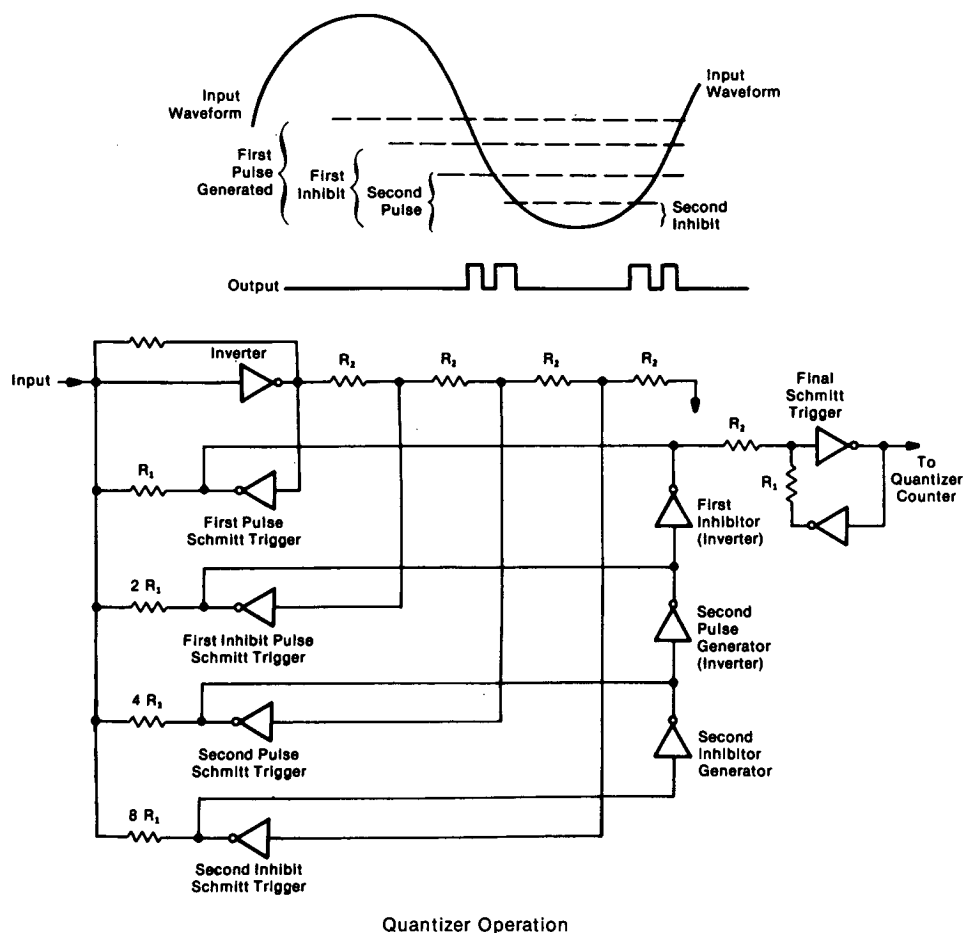 Input
Waveform
Input
Waveform
First
Pulse
Generated
First
Inhibit
Second
Pulse
Second
Inhibit
Output
Input
Inverter
R₂
R₂
R₂
R₂
Final
Schmitt
Trigger
R₂
To
Quantizer
Counter
R₁
First Pulse
Schmitt Trigger
First
Inhibitor
(Inverter)
R₁
2 R₁
First Inhibit Pulse
Schmitt Trigger
Second
Pulse
Generator
(Inverter)
4 R₁
Second Pulse
Schmitt Trigger
Second
Inhibitor
Generator
8 R₁
Second Inhibit
Schmitt Trigger
Quantizer Operation